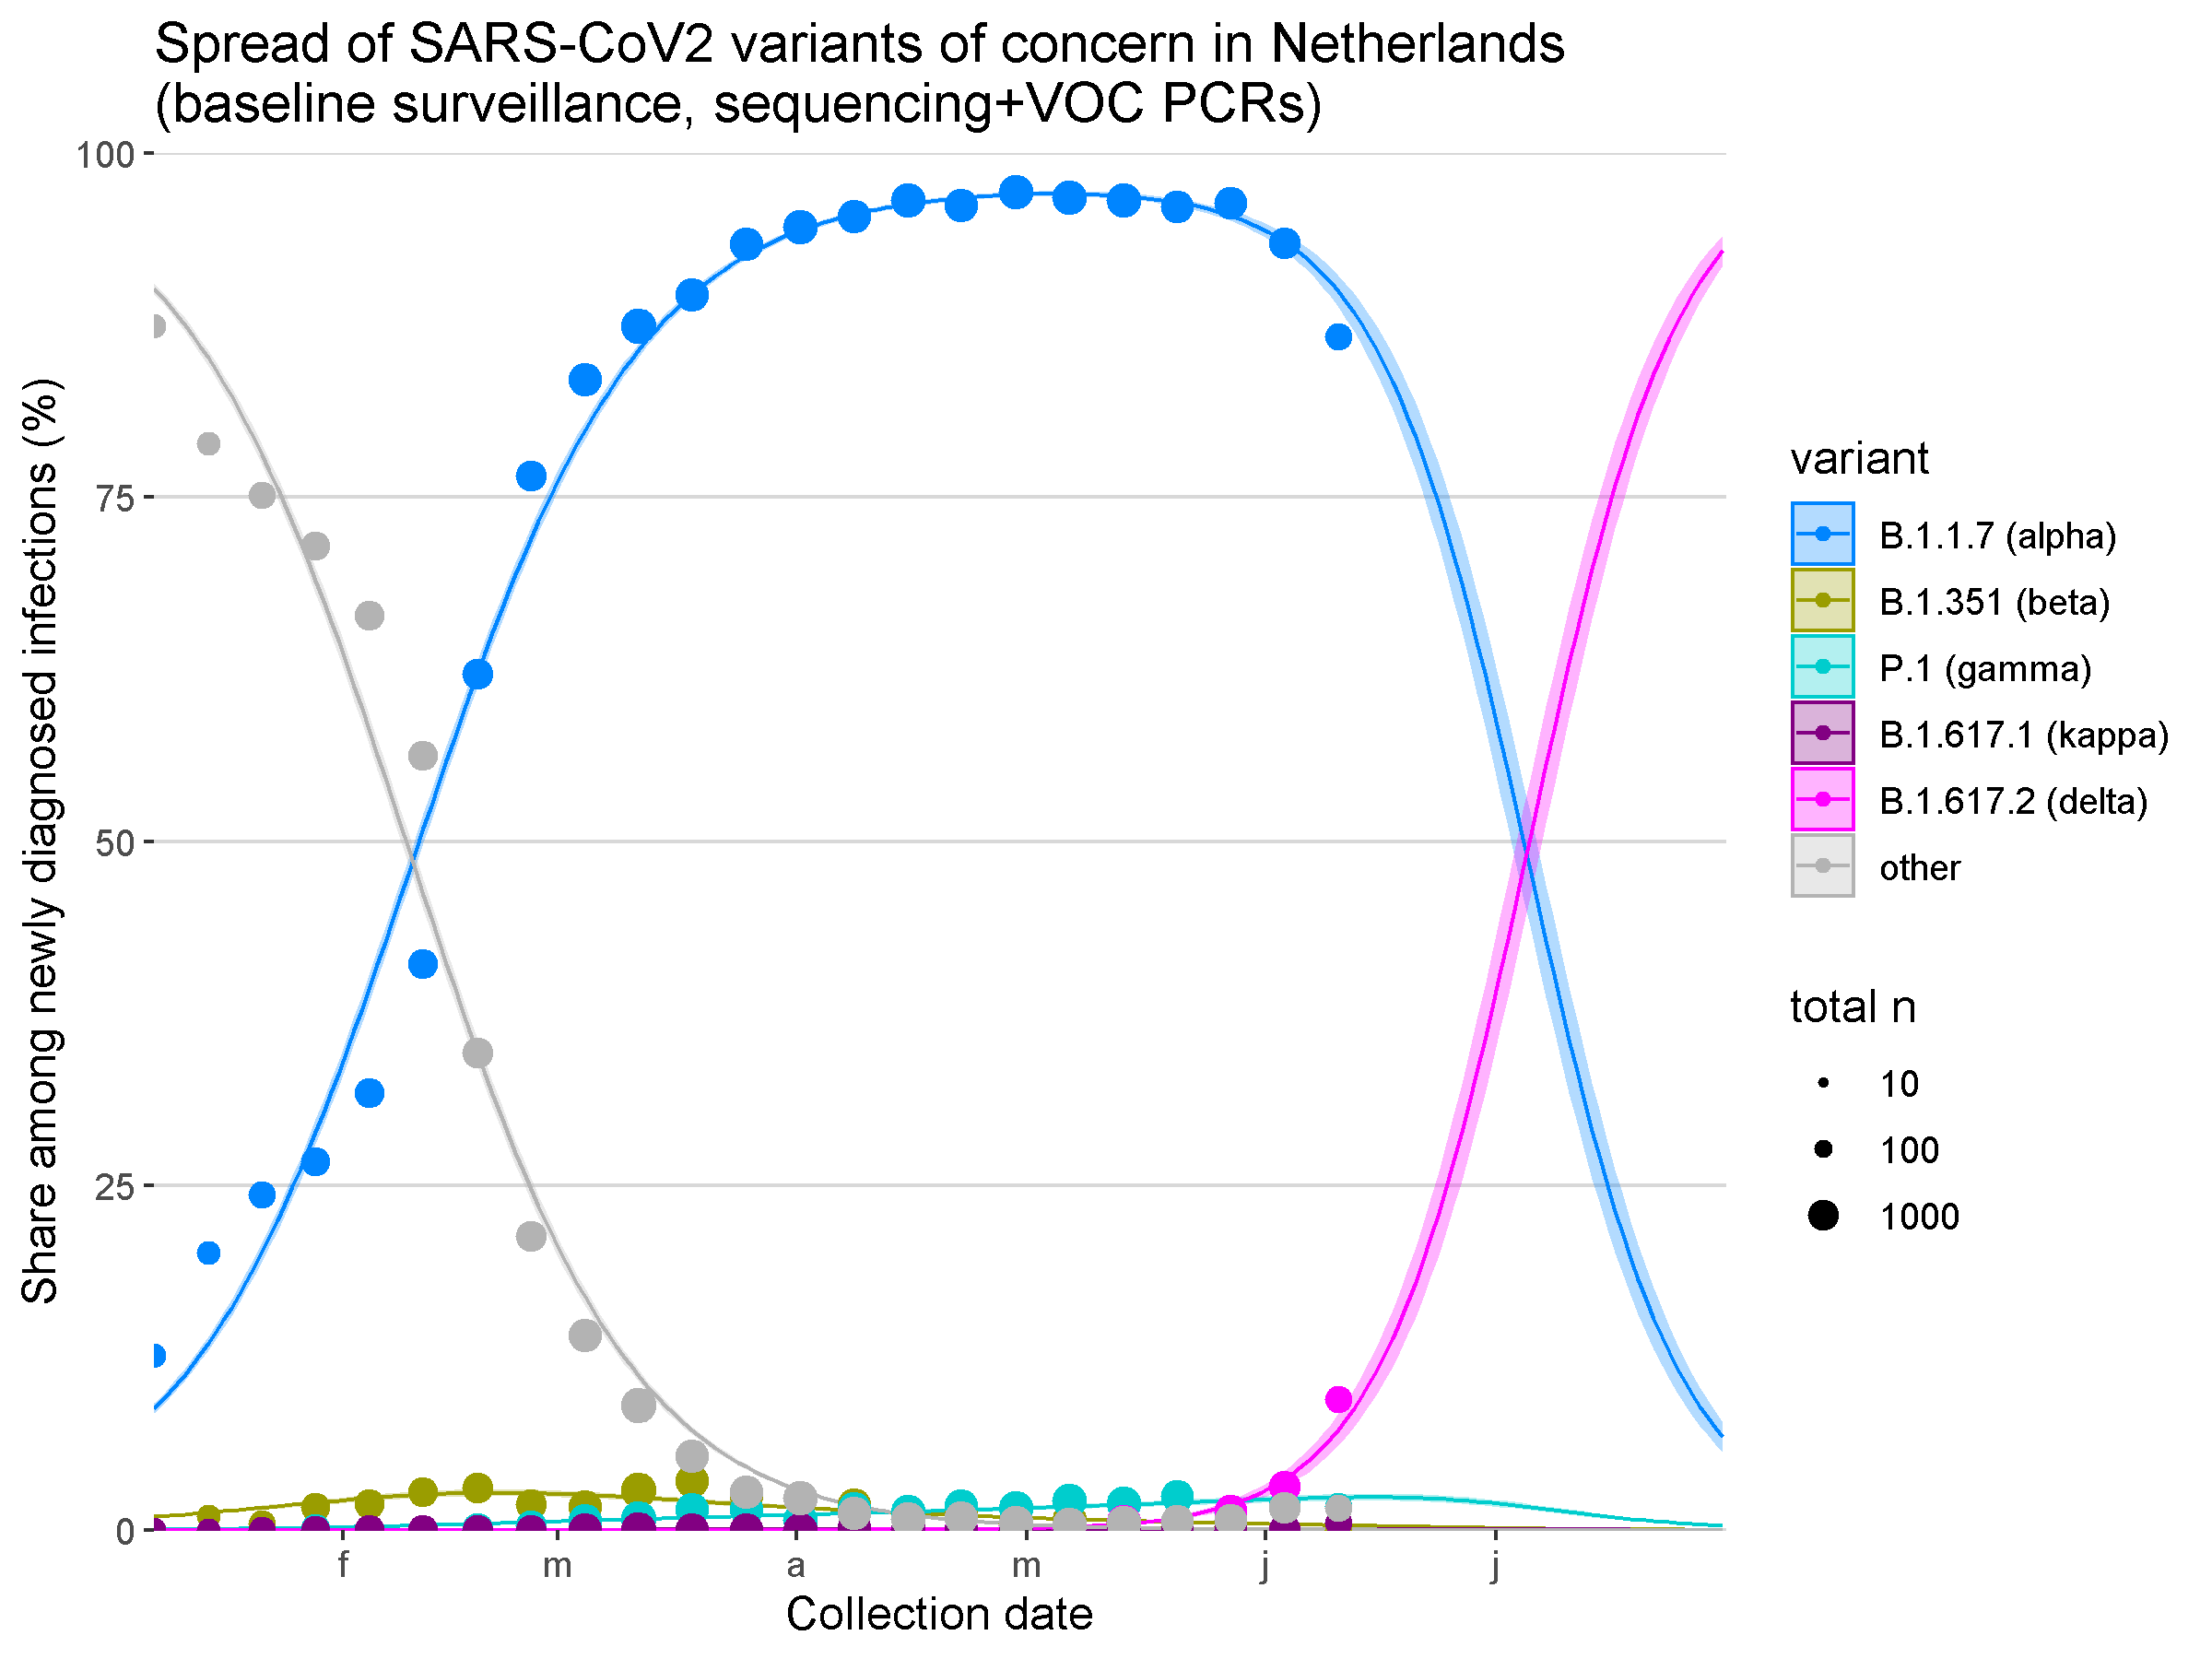 Spread of SARS-CoV2 variants of concern in Netherlands
(baseline surveillance, sequencing+VOC PCRs)
Share among newly diagnosed infections (%)
100
75
50
25
0
f
m
a
m
j
j
Collection date
variant
B.1.1.7 (alpha)
B.1.351 (beta)
P.1 (gamma)
B.1.617.1 (kappa)
B.1.617.2 (delta)
other
total n
10
100
1000